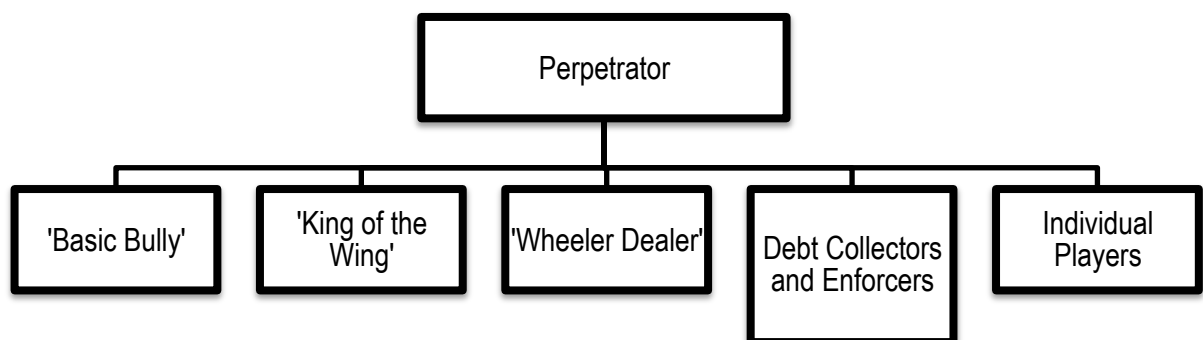 Perpetrator
'Basic Bully'
'King of the
Wing'
'Wheeler Dealer'
Debt Collectors
and Enforcers
Individual
Players